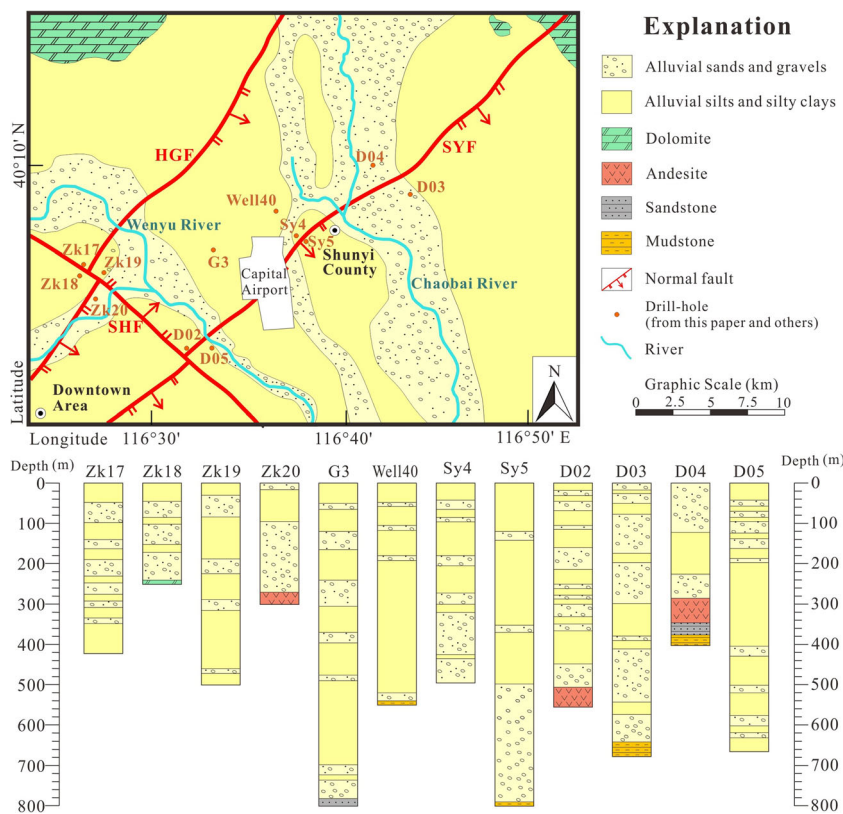 Explanation
Alluvial sands and gravels
Alluvial silts and silty clays
Dolomite
Andesite
Sandstone
Mudstone
Normal fault
Drill-hole
(from this paper and others)
River
Graphic Scale (km)
0 2.5 5 10
40°10' N
Latitude
HGF
SYF
D04
D03
Well40
Wenyu River
Sy4
Sy5
Zk17
Zk19
G3
Shunyi
County
Zk18
Capital
Airport
Chaobai River
Zk20
SHF
D02
D05
N
Downtown
Area
Longitude 116°30' 116°40' 116°50' E
Depth (m) Zk17 Zk18 Zk19 Zk20 G3 Well40 Sy4 Sy5 D02 D03 D04 D05 Depth (m)
0 0
100 100
200 200
300 300
400 400
500 500
600 600
700 700
800 800